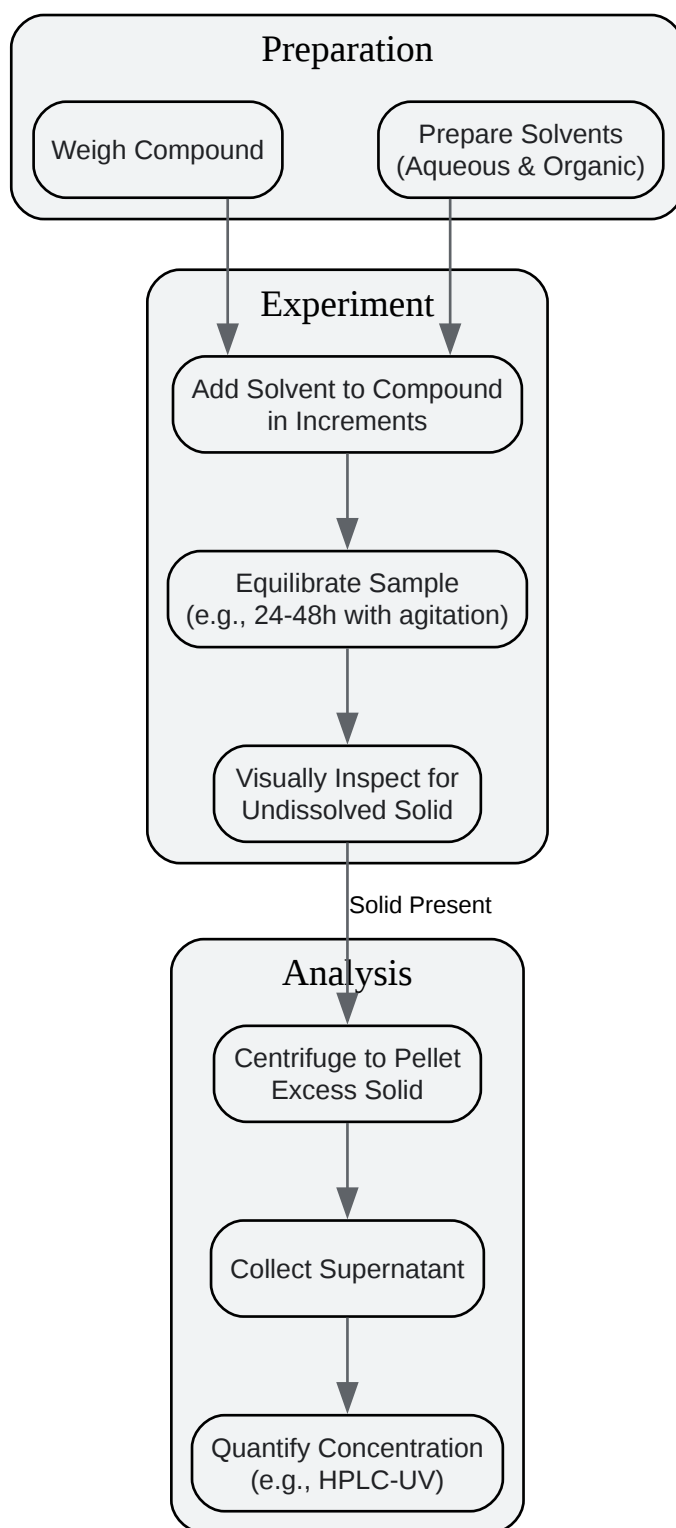 Preparation
Weigh Compound
Prepare Solvents
(Aqueous & Organic)
Experiment
Add Solvent to Compound
in Increments
Equilibrate Sample
(e.g., 24-48h with agitation)
Visually Inspect for
Undissolved Solid
Solid Present
Analysis
Centrifuge to Pellet
Excess Solid
Collect Supernatant
Quantify Concentration
(e.g., HPLC-UV)